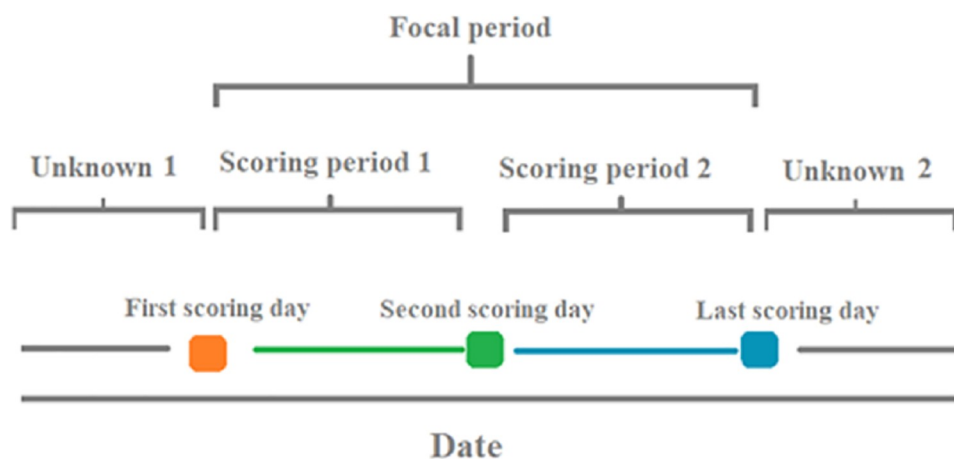 Focal period
Unknown 1
Scoring period 1
Scoring period 2
Unknown 2
First scoring day
Second scoring day
Last scoring day
Date